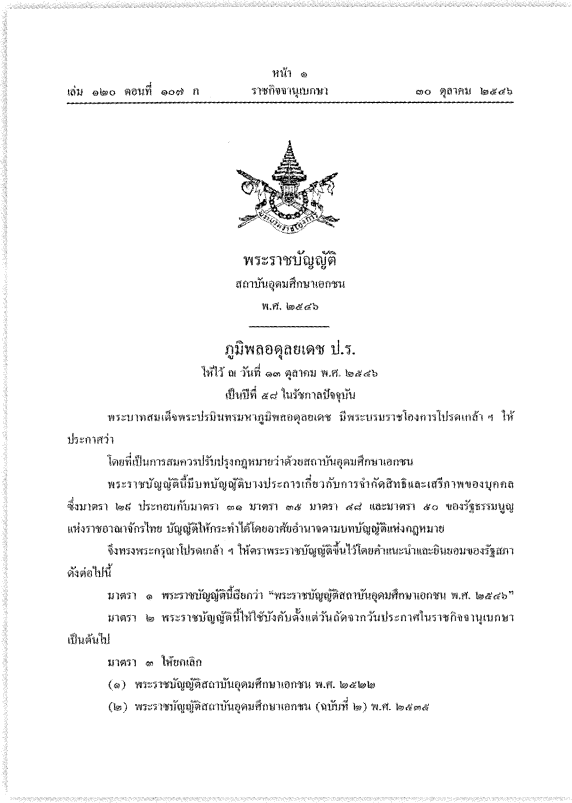 หน้า ๑
เล่ม ๑๒๐ ตอนที่ ๑๐๗ ก ราชกิจจานุเบกษา ๓๐ ตุลาคม ๒๕๔๖
พระบรมราชโองการ
พระราชบัญญัติ
สถาบันอุดมศึกษาเอกชน
พ.ศ. ๒๕๔๖
ภูมิพลอดุลยเดช ป.ร.
ให้ไว้ ณ วันที่ ๑๓ ตุลาคม พ.ศ. ๒๕๔๖
เป็นปีที่ ๕๘ ในรัชกาลปัจจุบัน
พระบาทสมเด็จพระปรมินทรมหาภูมิพลอดุลยเดช มีพระบรมราชโองการโปรดเกล้า ฯ ให้
ประกาศว่า
โดยที่เป็นการสมควรปรับปรุงกฎหมายว่าด้วยสถาบันอุดมศึกษาเอกชน
พระราชบัญญัตินี้มีบทบัญญัติบางประการเกี่ยวกับการจำกัดสิทธิและเสรีภาพของบุคคล
ซึ่งมาตรา ๒๙ ประกอบกับมาตรา ๓๑ มาตรา ๓๕ มาตรา ๔๘ และมาตรา ๕๐ ของรัฐธรรมนูญ
แห่งราชอาณาจักรไทย บัญญัติให้กระทำได้โดยอาศัยอำนาจตามบทบัญญัติแห่งกฎหมาย
จึงทรงพระกรุณาโปรดเกล้า ฯ ให้ตราพระราชบัญญัติขึ้นไว้โดยคำแนะนำและยินยอมของรัฐสภา
ดังต่อไปนี้
มาตรา ๑ พระราชบัญญัตินี้เรียกว่า “พระราชบัญญัติสถาบันอุดมศึกษาเอกชน พ.ศ. ๒๕๔๖”
มาตรา ๒ พระราชบัญญัตินี้ให้ใช้บังคับตั้งแต่วันถัดจากวันประกาศในราชกิจจานุเบกษา
เป็นต้นไป
มาตรา ๓ ให้ยกเลิก
(๑) พระราชบัญญัติสถาบันอุดมศึกษาเอกชน พ.ศ. ๒๕๒๒
(๒) พระราชบัญญัติสถาบันอุดมศึกษาเอกชน (ฉบับที่ ๒) พ.ศ. ๒๕๓๕